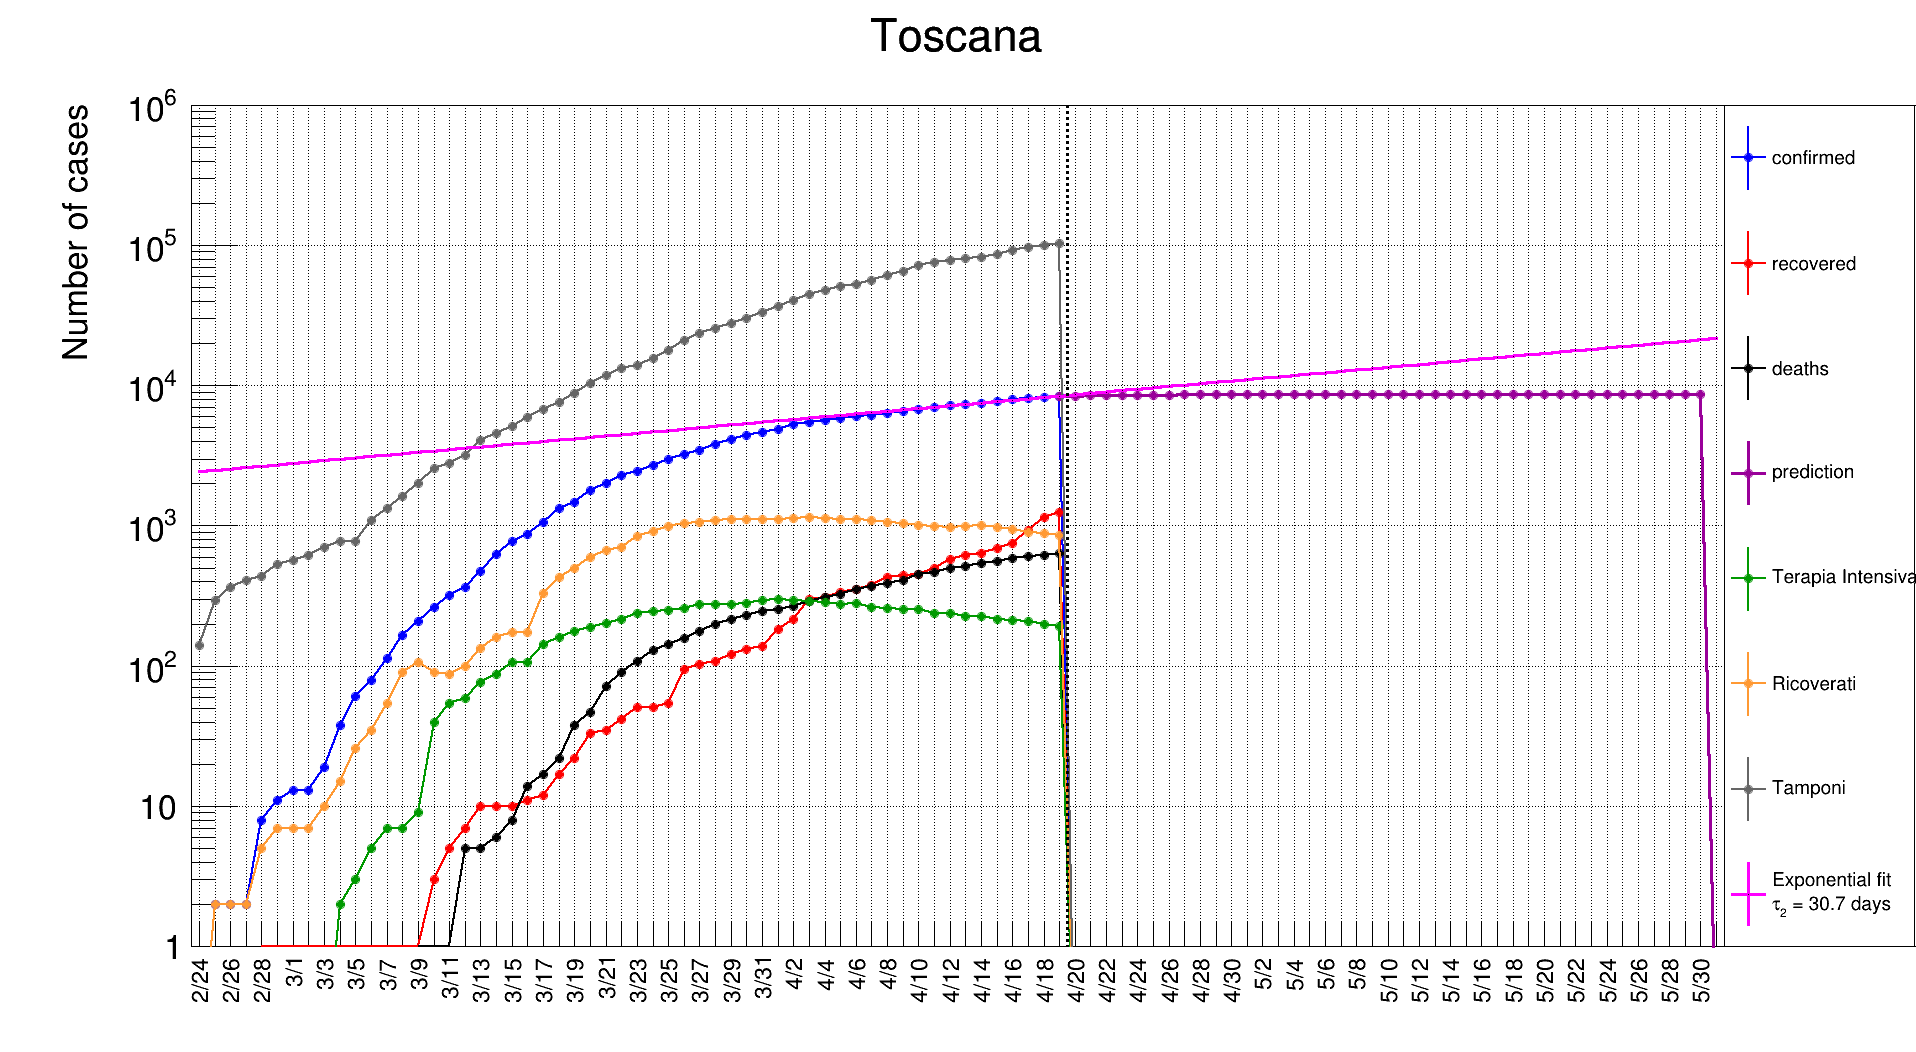 Toscana
Number of cases
10^6
10^5
10^4
10^3
10^2
10
1
2/24 2/26 2/28 3/1 3/3 3/5 3/7 3/9 3/11 3/13 3/15 3/17 3/19 3/21 3/23 3/25 3/27 3/29 3/31 4/2 4/4 4/6 4/8 4/10 4/12 4/14 4/16 4/18 4/20 4/22 4/24 4/26 4/28 4/30 5/2 5/4 5/6 5/8 5/10 5/12 5/14 5/16 5/18 5/20 5/22 5/24 5/26 5/28 5/30
confirmed
recovered
deaths
prediction
Terapia Intensiva
Ricoverati
Tamponi
Exponential fit
τ₂ = 30.7 days